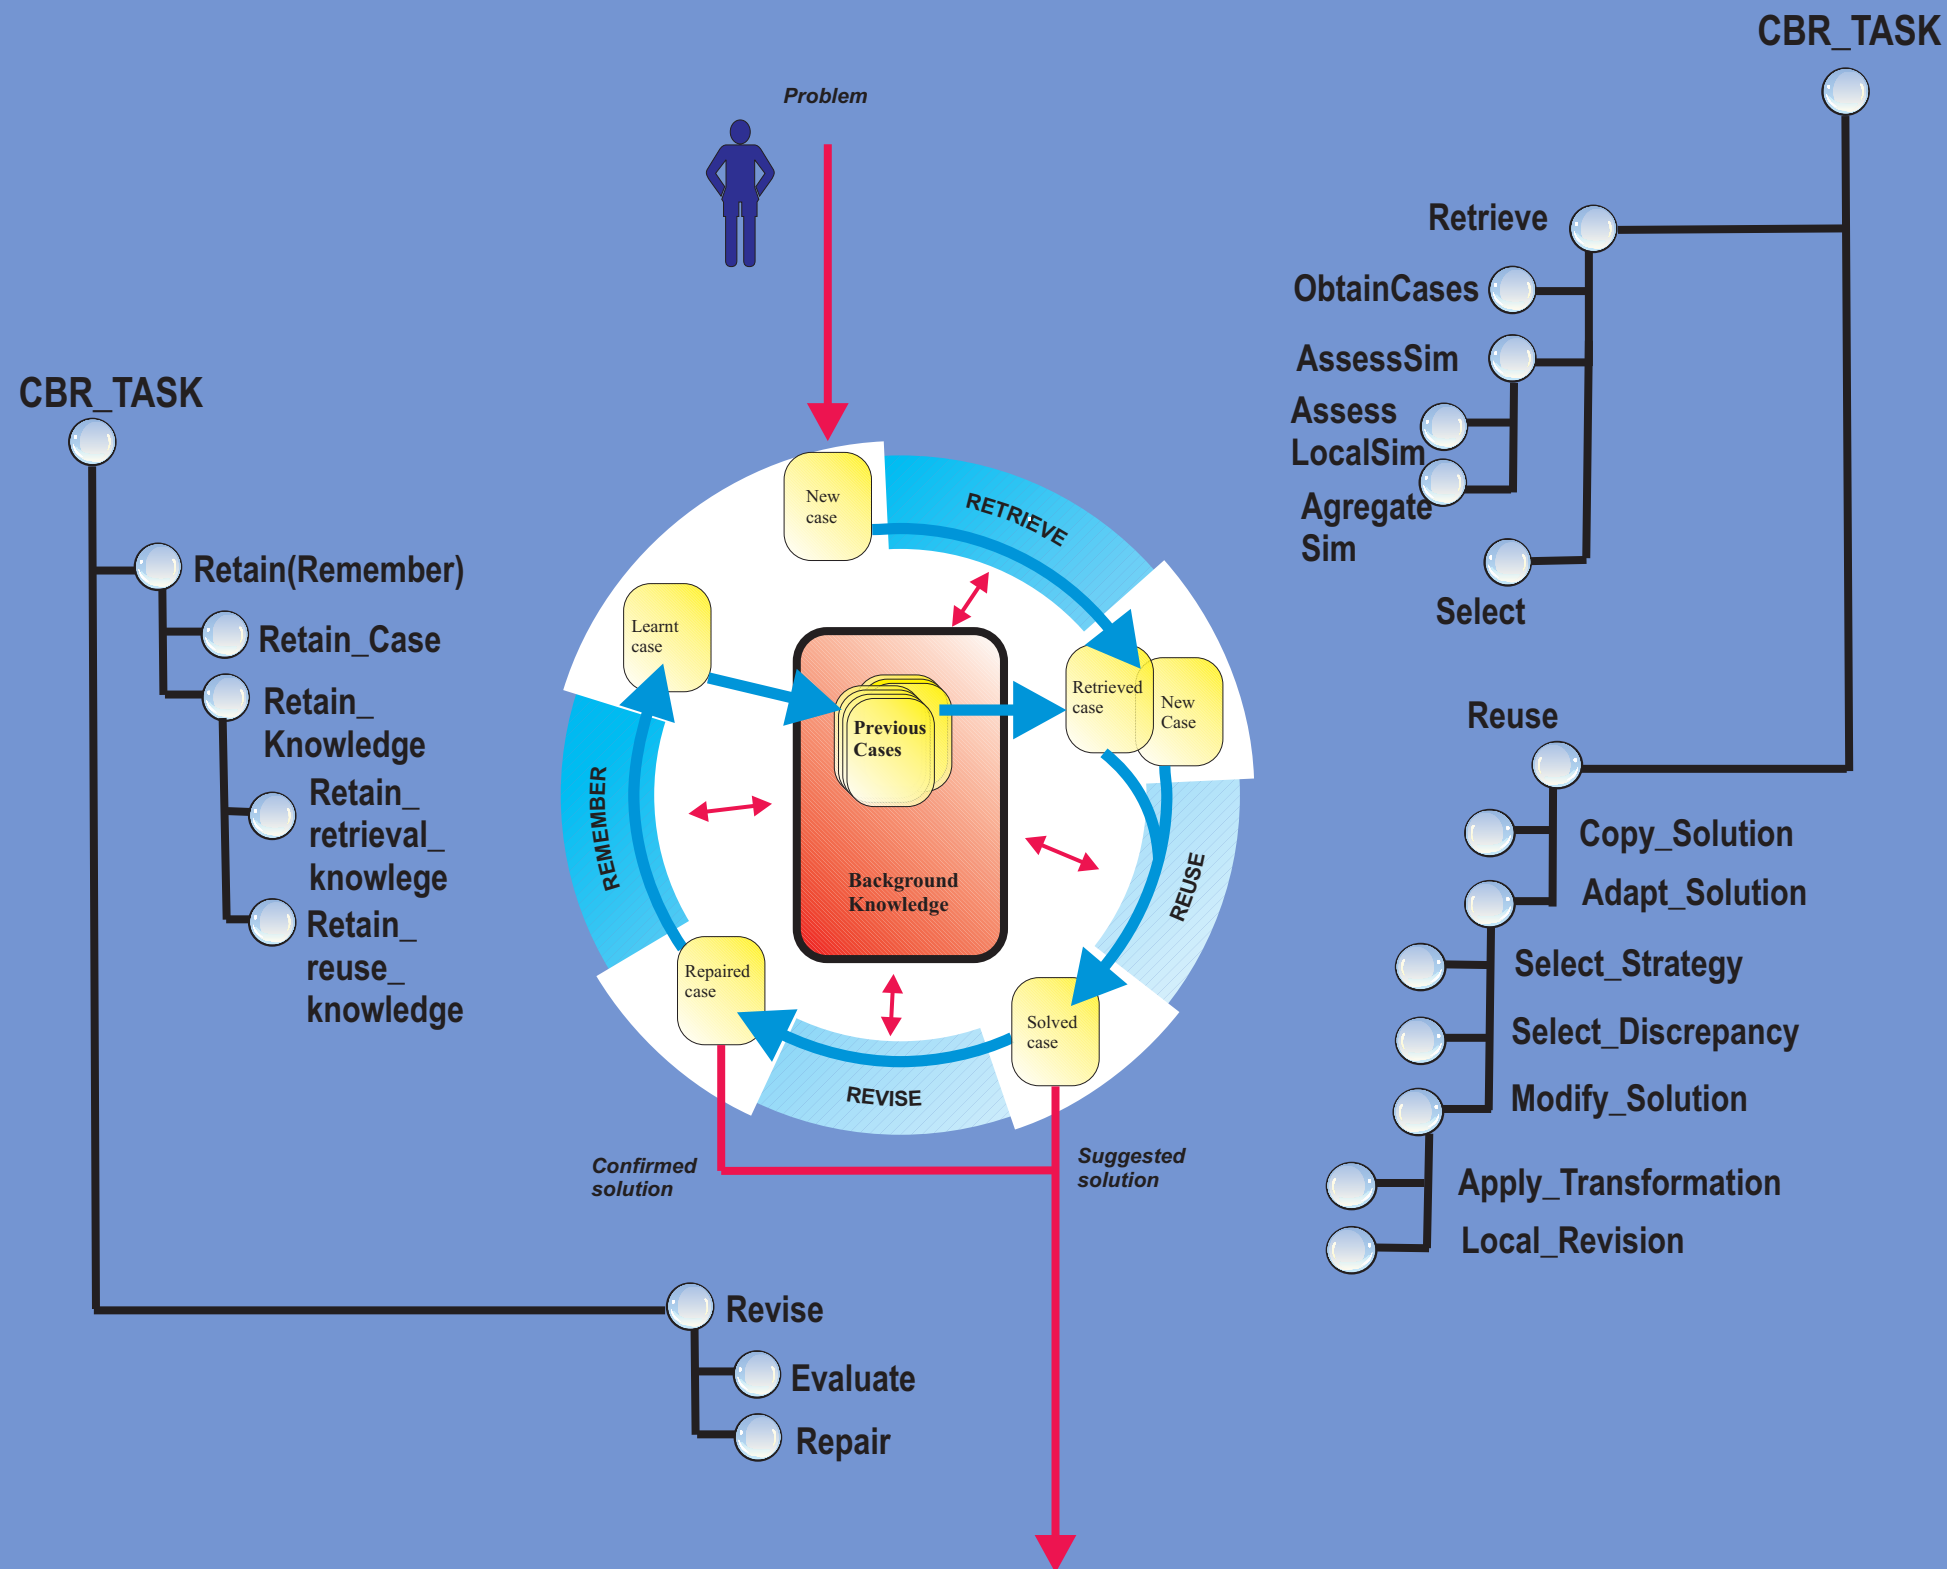 CBR_TASK
Problem
Retrieve
ObtainCases
AssessSim
Assess
LocalSim
Agregate
Sim
Select
Reuse
Copy_Solution
Adapt_Solution
Select_Strategy
Select_Discrepancy
Modify_Solution
Apply_Transformation
Local_Revision
CBR_TASK
Retain(Remember)
Retain_Case
Retain_
Knowledge
Retain_
retrieval_
knowlege
Retain_
reuse_
knowledge
Revise
Evaluate
Repair
New
case
RETRIEVE
Learnt
case
Retrieved
case
New
Case
Previous
Cases
REMEMBER
Background
Knowledge
REUSE
Repaired
case
Solved
case
REVISE
Confirmed
solution
Suggested
solution